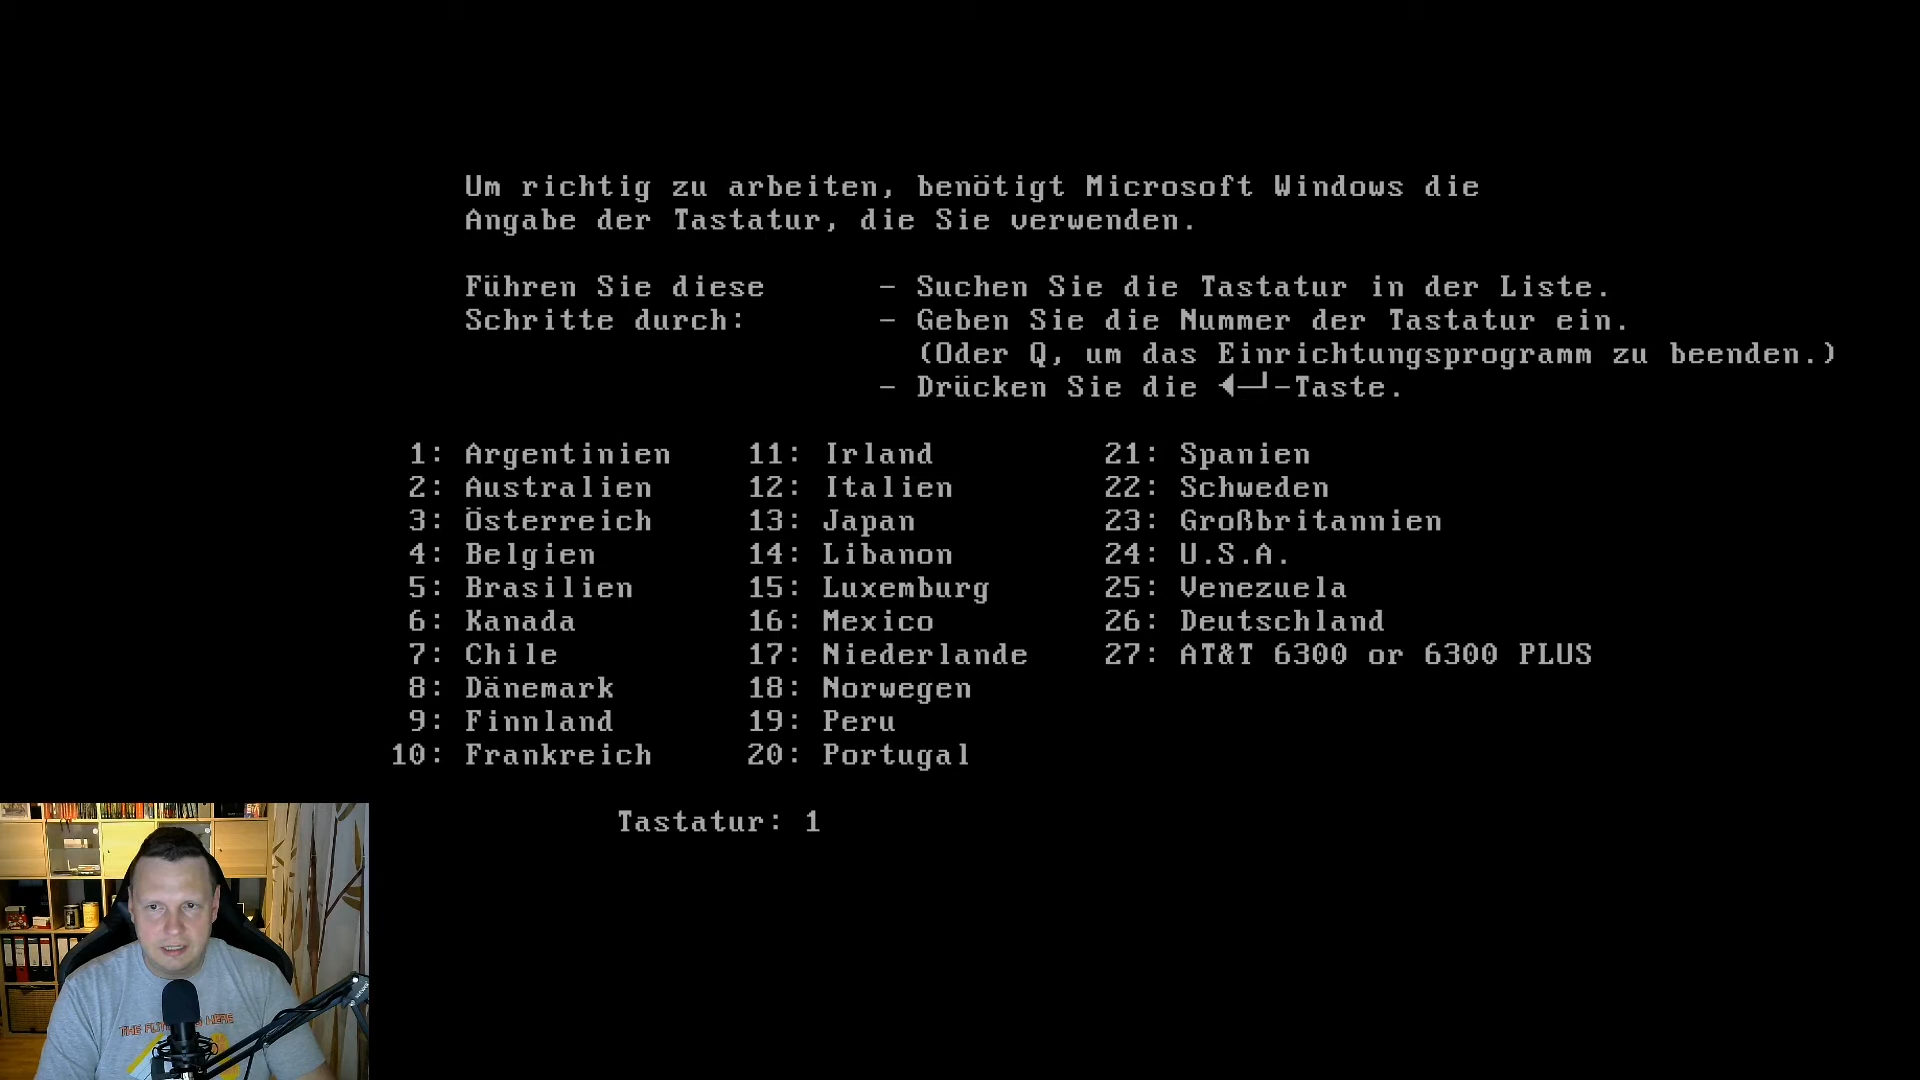 Um richtig zu arbeiten, benötigt Microsoft Windows die
Angabe der Tastatur, die Sie verwenden.
Führen Sie diese - Suchen Sie die Tastatur in der Liste.
Schritte durch: - Geben Sie die Nummer der Tastatur ein.
(Oder Q, um das Einrichtungsprogramm zu beenden.)
- Drücken Sie die ◄─┘-Taste.
1: Argentinien 11: Irland 21: Spanien
2: Australien 12: Italien 22: Schweden
3: Österreich 13: Japan 23: Großbritannien
4: Belgien 14: Libanon 24: U.S.A.
5: Brasilien 15: Luxemburg 25: Venezuela
6: Kanada 16: Mexico 26: Deutschland
7: Chile 17: Niederlande 27: AT&T 6300 or 6300 PLUS
8: Dänemark 18: Norwegen
9: Finnland 19: Peru
10: Frankreich 20: Portugal
Tastatur: 1
THE HERE